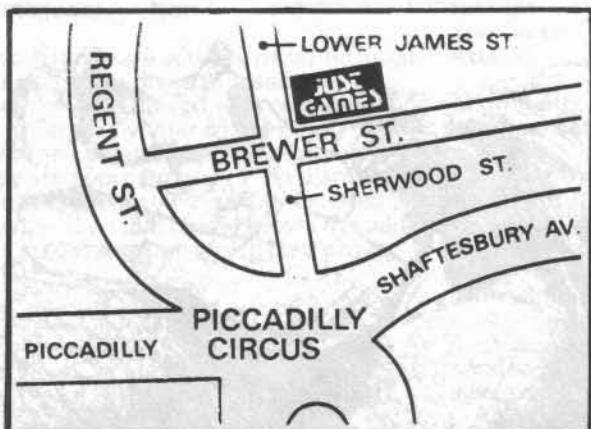 LOWER JAMES ST.
REGENT ST.
JUST
GAMES
BREWER ST.
SHERWOOD ST.
SHAFTESBURY AV.
PICCADILLY
CIRCUS
PICCADILLY